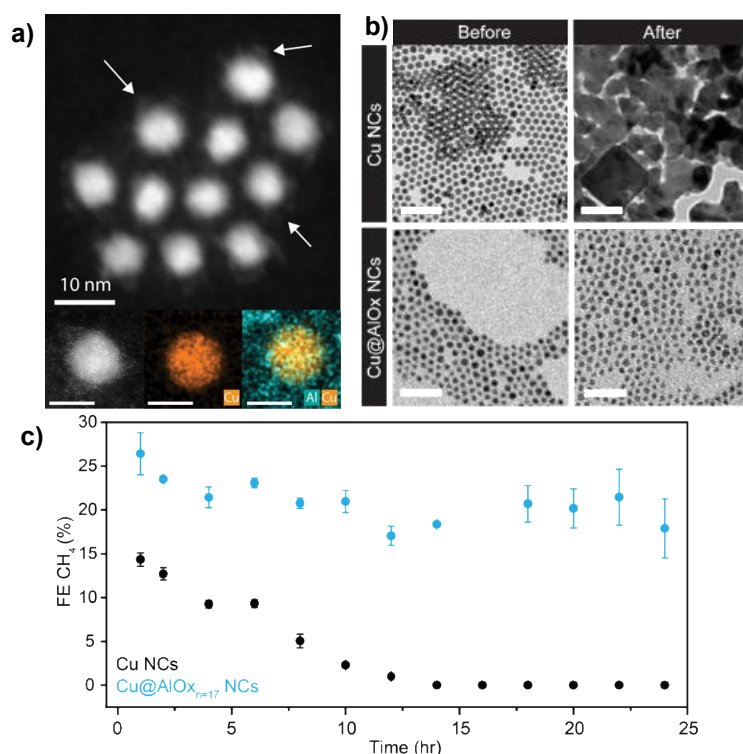 a)
10 nm
Cu
Al Cu
b)
Before
After
Cu NCs
Cu@AlOx NCs
c)
FE CH₄ (%)
30
25
20
15
10
5
0
Cu NCs
Cu@AlOxₙ₌₁₇ NCs
0 5 10 15 20 25
Time (hr)